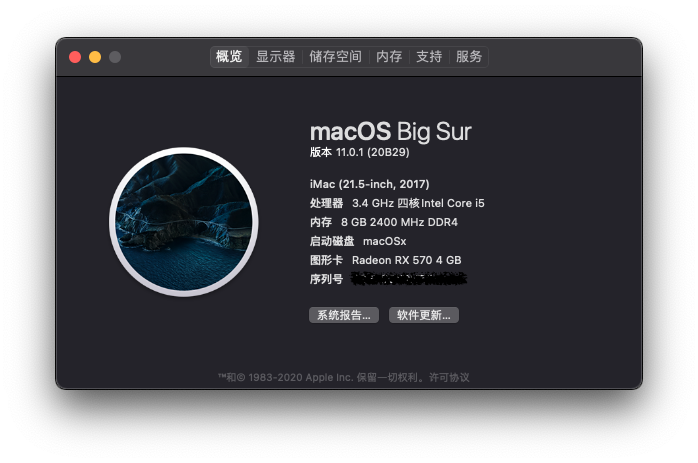 概览 显示器 储存空间 内存 支持 服务
macOS Big Sur
版本 11.0.1 (20B29)
iMac (21.5-inch, 2017)
处理器 3.4 GHz 四核Intel Core i5
内存 8 GB 2400 MHz DDR4
启动磁盘 macOSx
图形卡 Radeon RX 570 4 GB
序列号
系统报告... 软件更新...
™和© 1983-2020 Apple Inc. 保留一切权利。许可协议